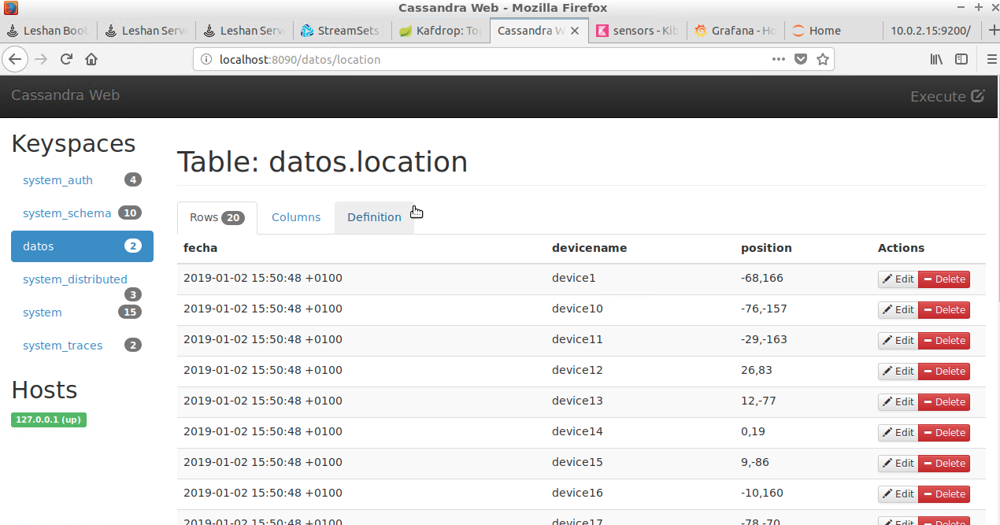 Cassandra Web - Mozilla Firefox
Leshan Boot Leshan Serv Leshan Serv StreamSets Kafdrop: Top Cassandra W sensors - Kib Grafana - Ho Home 10.0.2.15:9200/
localhost:8090/datos/location
Cassandra Web Execute
Keyspaces
system_auth 4
system_schema 10
datos 2
system_distributed
3
system 15
system_traces 2
Hosts
127.0.0.1 (up)
Table: datos.location
Rows 20 Columns Definition
fecha devicename position Actions
2019-01-02 15:50:48 +0100 device1 -68,166 Edit Delete
2019-01-02 15:50:48 +0100 device10 -76,-157 Edit Delete
2019-01-02 15:50:48 +0100 device11 -29,-163 Edit Delete
2019-01-02 15:50:48 +0100 device12 26,83 Edit Delete
2019-01-02 15:50:48 +0100 device13 12,-77 Edit Delete
2019-01-02 15:50:48 +0100 device14 0,19 Edit Delete
2019-01-02 15:50:48 +0100 device15 9,-86 Edit Delete
2019-01-02 15:50:48 +0100 device16 -10,160 Edit Delete
2019-01-02 15:50:48 +0100 device17 -78,-70 Edit Delete